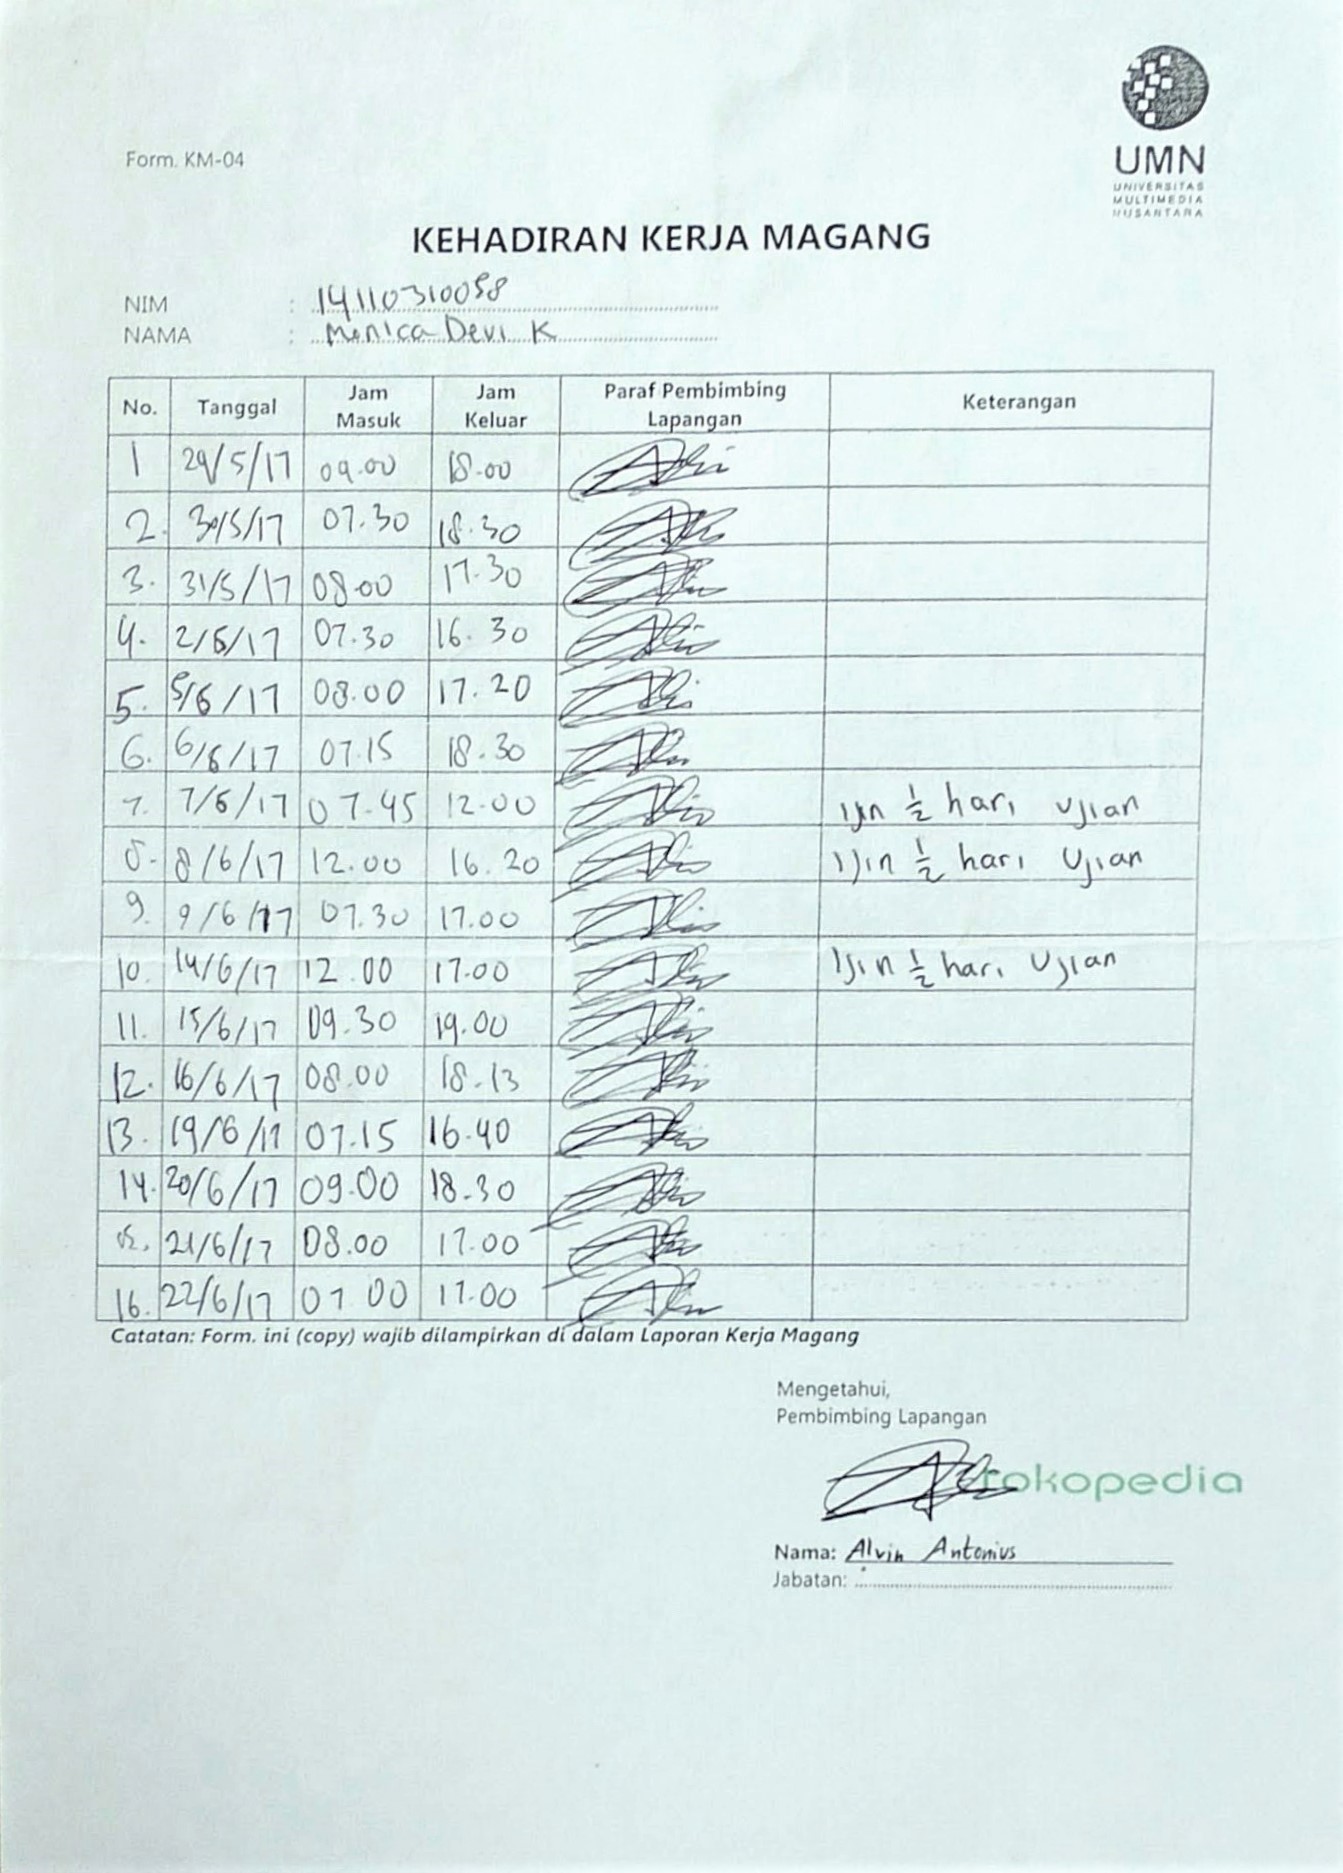 Form. KM-04
UMN
UNIVERSITAS
MULTIMEDIA
NUSANTARA
KEHADIRAN KERJA MAGANG
NIM : 14110310058
NAMA : Monica Devi K
No. Tanggal Jam Masuk Jam Keluar Paraf Pembimbing Lapangan Keterangan
1 29/5/17 09.00 18.00
2. 30/5/17 07.30 18.30
3. 31/5/17 08.00 17.30
4. 2/6/17 07.30 16.30
5. 5/6/17 08.00 17.20
6. 6/6/17 07.15 18.30
7. 7/6/17 07.45 12.00 ijin 1/2 hari ujian
8. 8/6/17 12.00 16.20 ijin 1/2 hari Ujian
9. 9/6/17 07.30 17.00
10. 14/6/17 12.00 17.00 Ijin 1/2 hari Ujian
11. 15/6/17 09.30 19.00
12. 16/6/17 08.00 18.13
13. 19/6/17 07.15 16.40
14. 20/6/17 09.00 18.30
15. 21/6/17 08.00 17.00
16. 22/6/17 07.00 17.00
Catatan: Form. ini (copy) wajib dilampirkan di dalam Laporan Kerja Magang
Mengetahui,
Pembimbing Lapangan
tokopedia
Nama: Alvin Antonius
Jabatan: